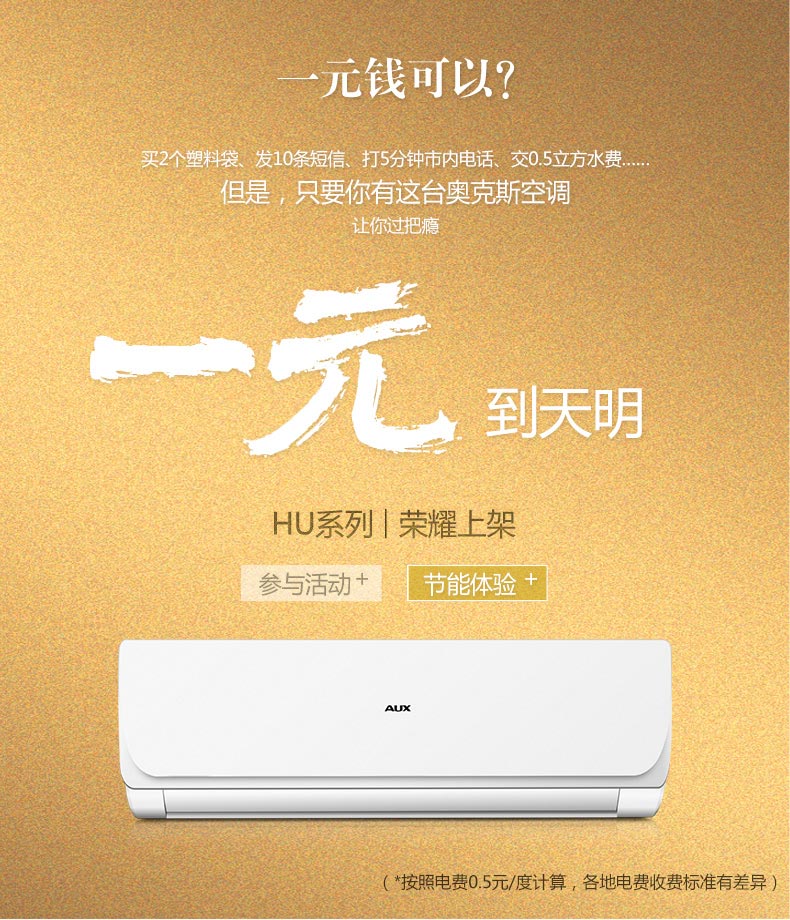 一元钱可以?
买2个塑料袋、发10条短信、打5分钟市内电话、交0.5立方水费......
但是，只要你有这台奥克斯空调
让你过把瘾
一元 到天明
HU系列|荣耀上架
参与活动+ 节能体验+
AUX
（*按照电费0.5元/度计算，各地电费收费标准有差异）